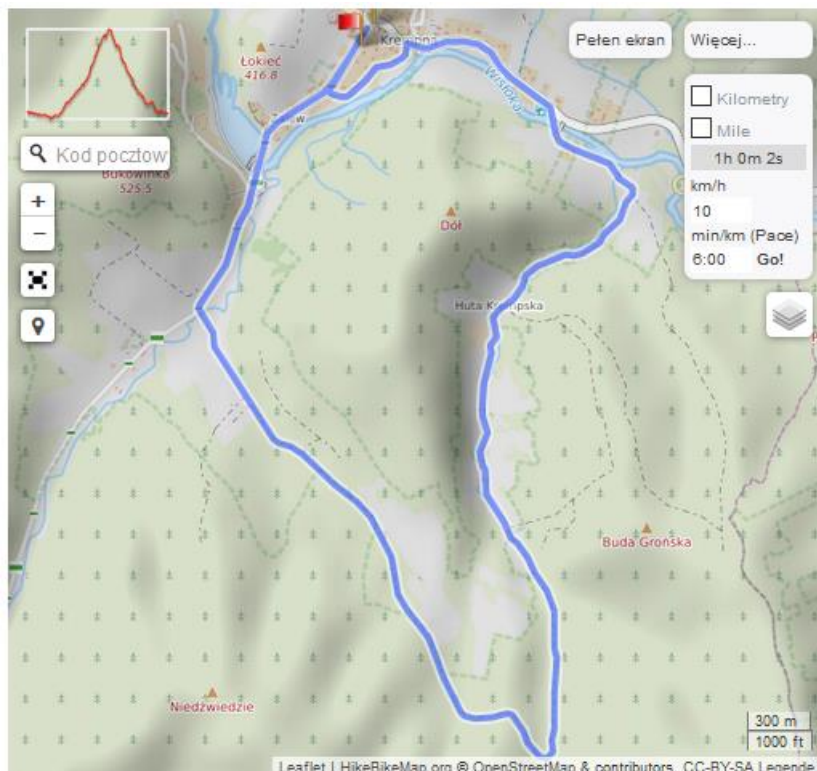 Pełen ekran
Więcej...
Łokieć
416.8
Wisłoka
Kilometry
Mile
1h 0m 2s
km/h
10
min/km (Pace)
6:00 Go!
Kod pocztow
Bukowinka
525.5
+
−
Dół
Huta
Buda Grońska
Niedźwiedzie
300 m
1000 ft
Leaflet | HikeBikeMap.org © OpenStreetMap & contributors, CC-BY-SA Legende